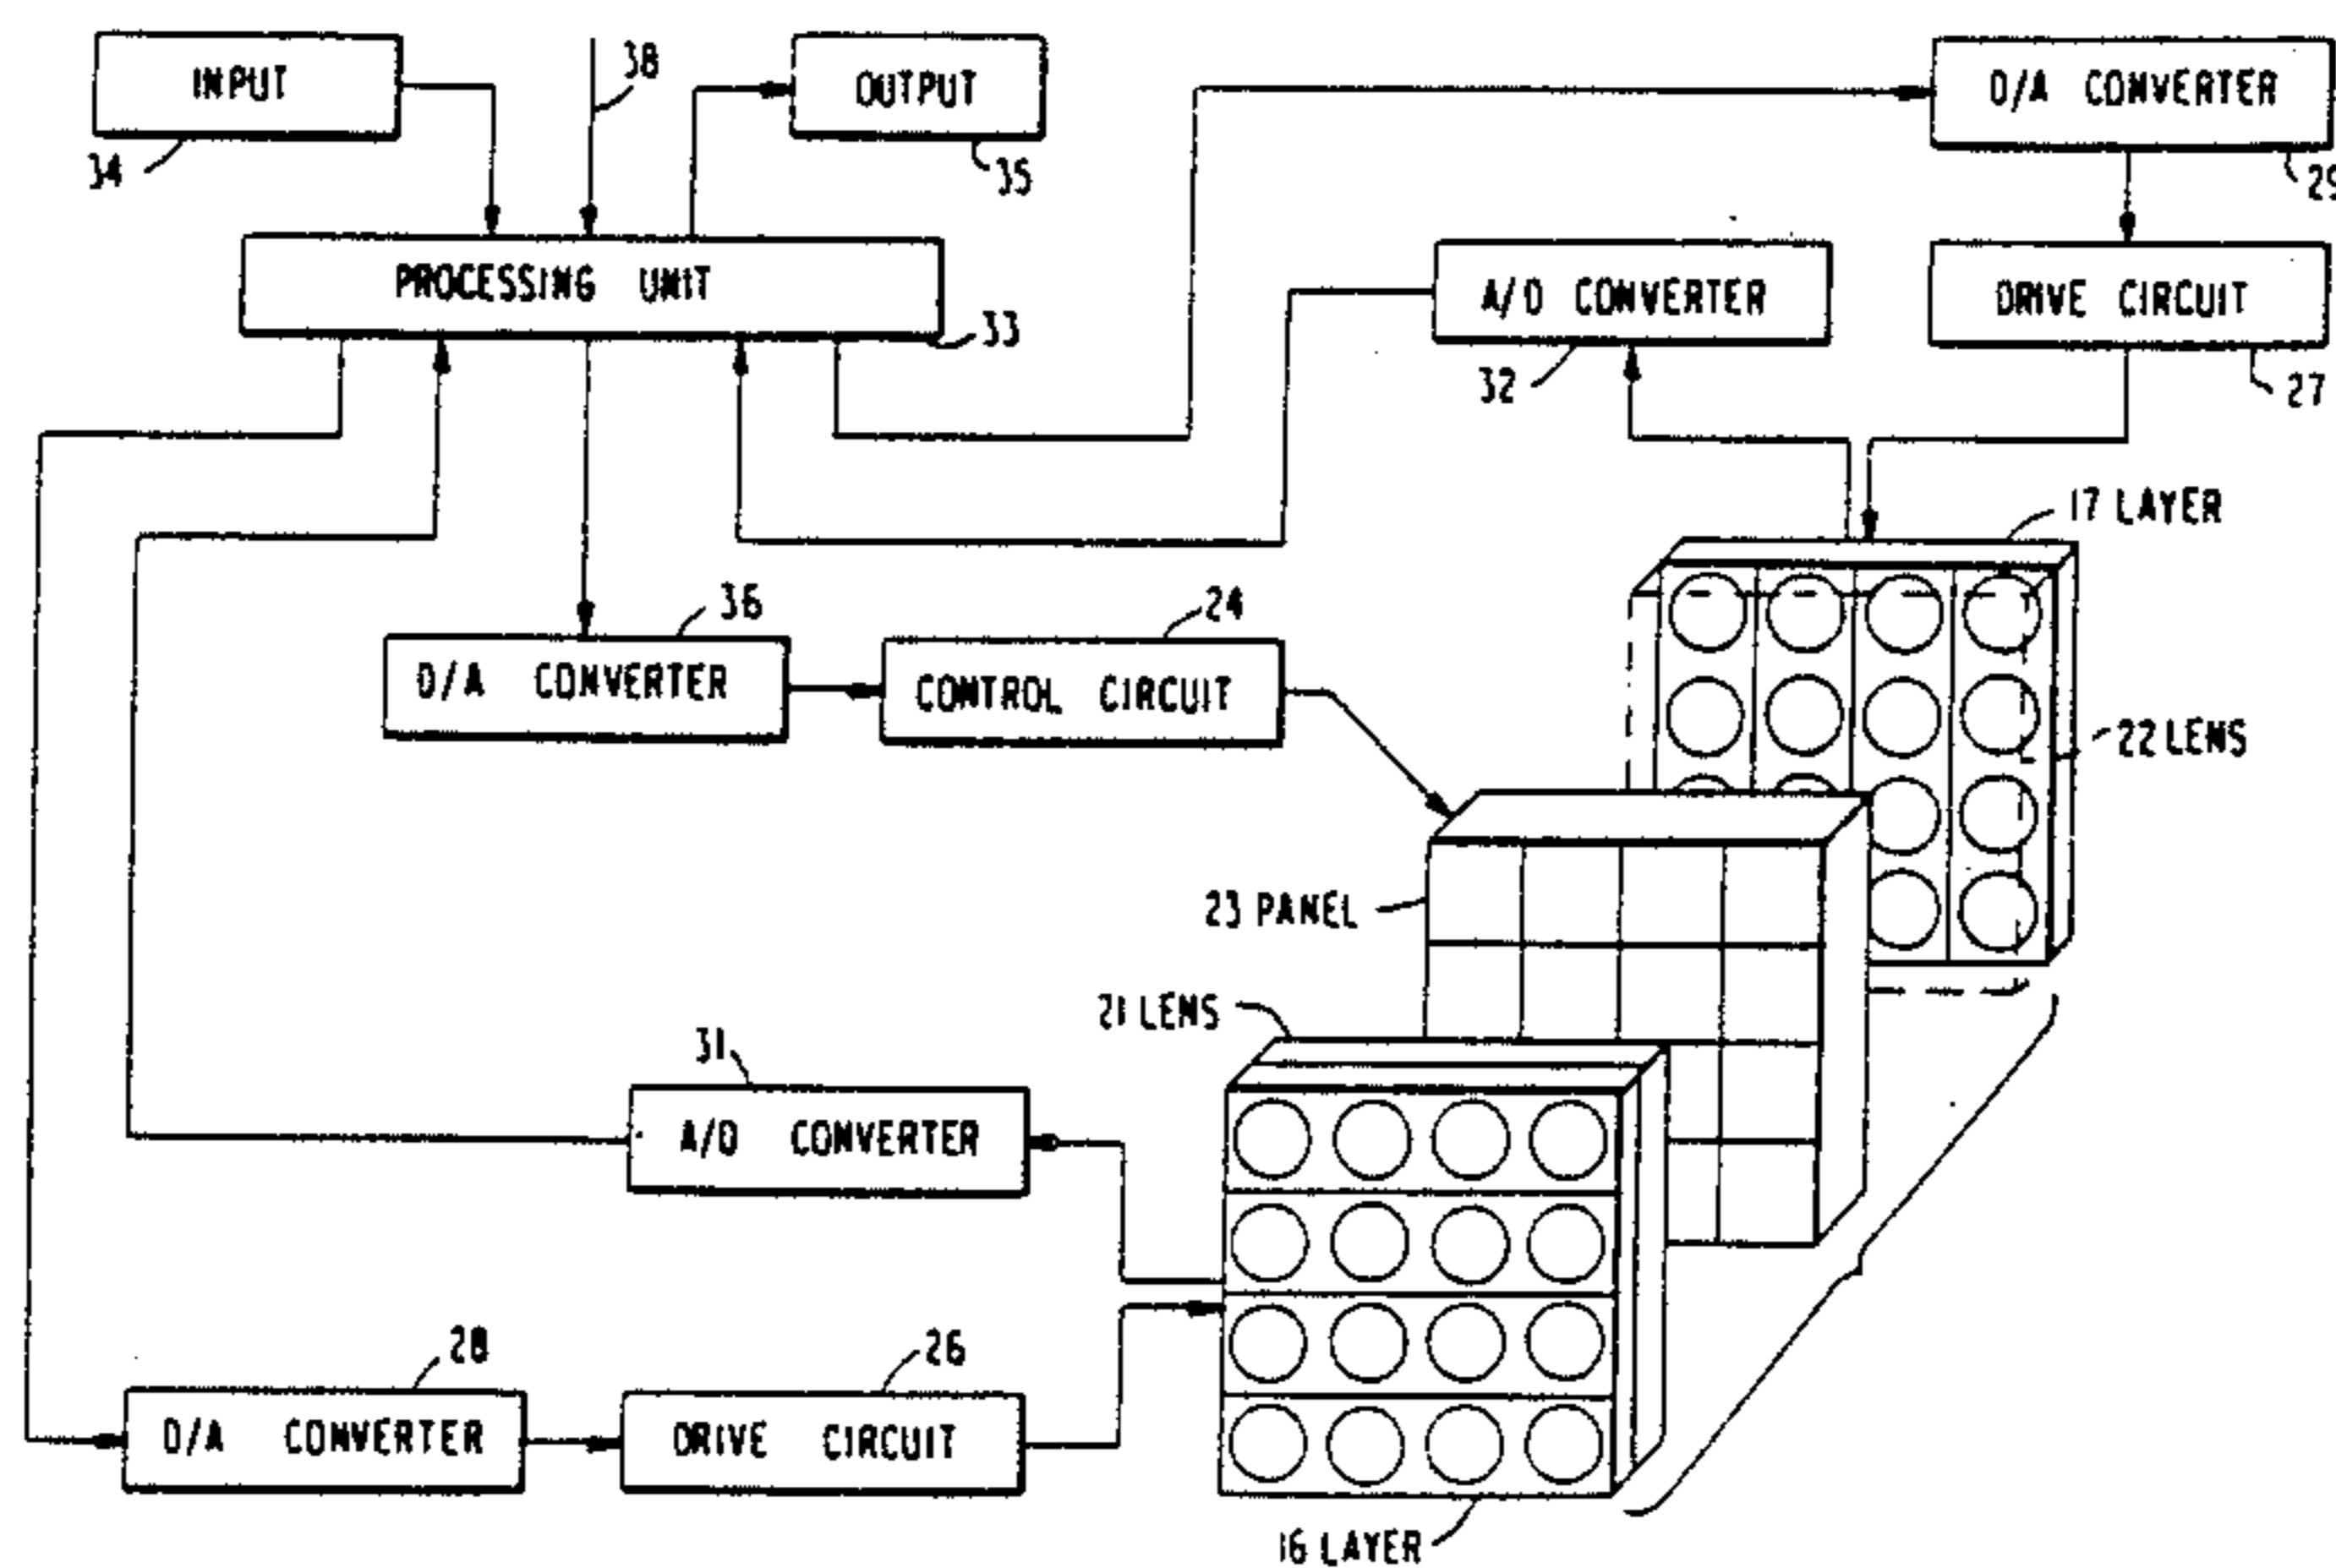 INPUT
34
38
OUTPUT
35
D/A CONVERTER
29
PROCESSING UNIT
33
A/D CONVERTER
32
DRIVE CIRCUIT
27
17 LAYER
36
D/A CONVERTER
24
CONTROL CIRCUIT
22 LENS
23 PANEL
21 LENS
31
A/D CONVERTER
28
D/A CONVERTER
26
DRIVE CIRCUIT
16 LAYER